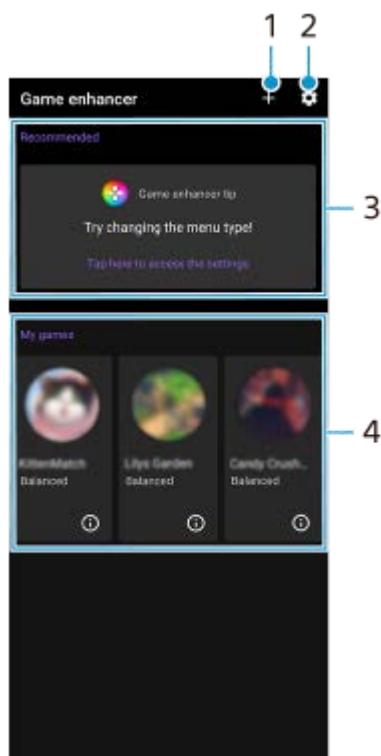 1 2
Game enhancer
Recommended
3
Game enhancer tip
Try changing the menu type!
Tap here to access the settings
4
My games
KittenMatch Lilys Garden Candy Crush...
Balanced Balanced Balanced